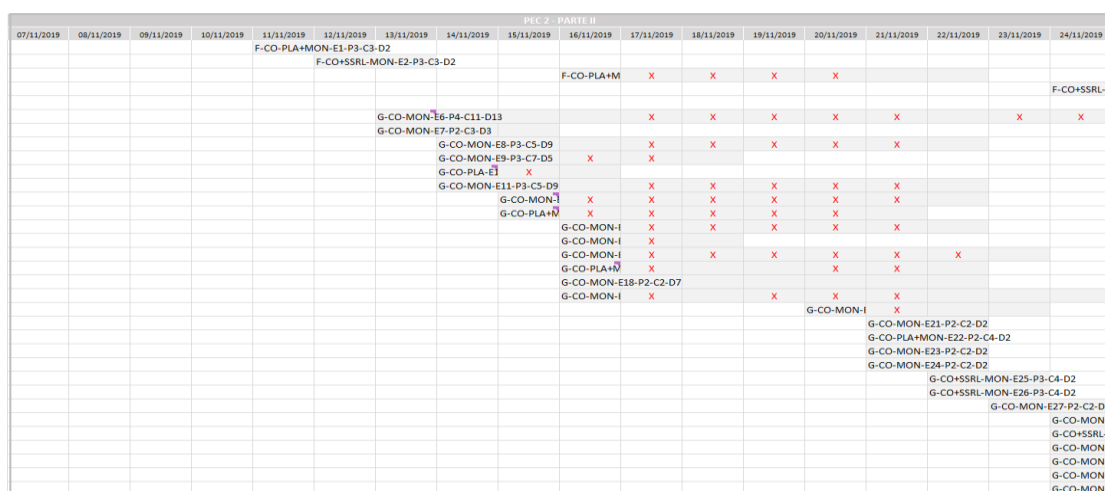 PEC 2 - PARTE II
07/11/2019 08/11/2019 09/11/2019 10/11/2019 11/11/2019 12/11/2019 13/11/2019 14/11/2019 15/11/2019 16/11/2019 17/11/2019 18/11/2019 19/11/2019 20/11/2019 21/11/2019 22/11/2019 23/11/2019 24/11/2019
F-CO-PLA+MON-E1-P3-C3-D2
F-CO+SSRL-MON-E2-P3-C3-D2
F-CO-PLA+M X X X X
F-CO+SSRL-
G-CO-MON-E6-P4-C11-D13 X X X X X X X
G-CO-MON-E7-P2-C3-D3
G-CO-MON-E8-P3-C5-D9 X X X X X
G-CO-MON-E9-P3-C7-D5 X X
G-CO-PLA-E1 X
G-CO-MON-E11-P3-C5-D9 X X X X X
G-CO-MON-E X X X X X X
G-CO-PLA+M X X X X X
G-CO-MON-E X X X X X
G-CO-MON-E X
G-CO-MON-E X X X X X X
G-CO-PLA+M X X X
G-CO-MON-E18-P2-C2-D7
G-CO-MON-E X X X X
G-CO-MON-E X
G-CO-MON-E21-P2-C2-D2
G-CO-PLA+MON-E22-P2-C4-D2
G-CO-MON-E23-P2-C2-D2
G-CO-MON-E24-P2-C2-D2
G-CO+SSRL-MON-E25-P3-C4-D2
G-CO+SSRL-MON-E26-P3-C4-D2
G-CO-MON-E27-P2-C2-D
G-CO-MON
G-CO+SSRL-
G-CO-MON
G-CO-MON
G-CO-MON
G-CO-MON